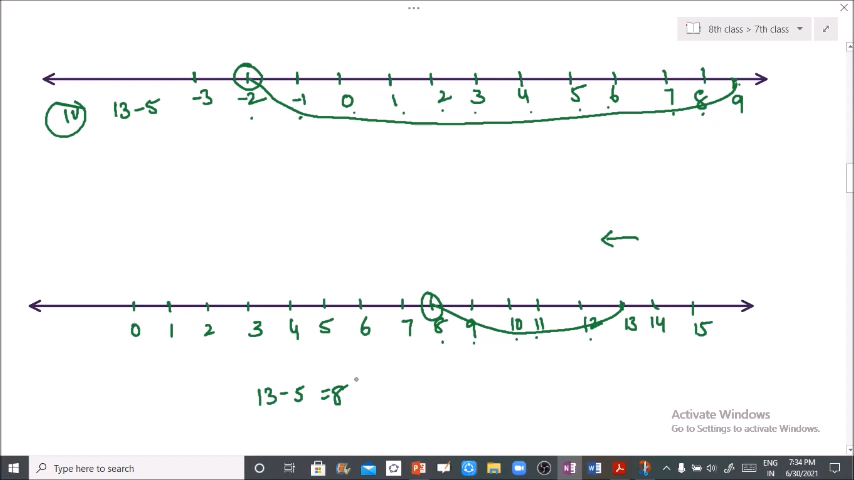 8th class > 7th class
-3 -2 -1 0 1 2 3 4 5 6 7 8 9
IV 13-5
0 1 2 3 4 5 6 7 8 9 10 11 12 13 14 15
13-5 =8
Activate Windows
Go to Settings to activate Windows.
Type here to search
ENG 7:34 PM
IN 6/30/2021